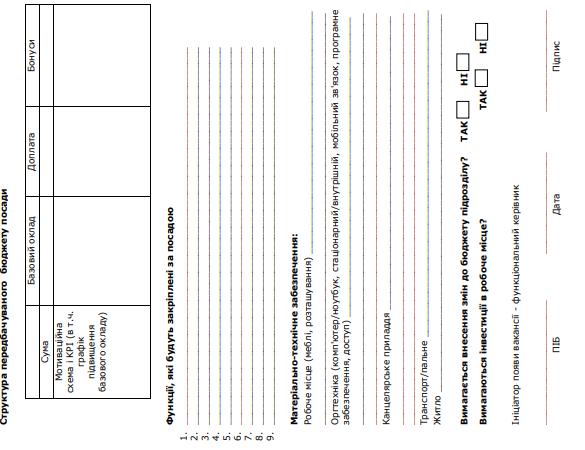 Структура передбачуваного бюджету посади
Базовий оклад Доплата Бонуси
Сума
Мотиваційна
схема і KPI (в т.ч.
графік
підвищення
базового окладу)
Функції, які будуть закріплені за посадою
1.
2.
3.
4.
5.
6.
7.
8.
9.
Матеріально-технічне забезпечення:
Робоче місце (меблі, розташування)
Оргтехніка (комп'ютер/ноутбук, стаціонарний/внутрішній, мобільний зв'язок, програмне
забезпечення, доступ)
Канцелярське приладдя
Транспорт/пальне
Житло
Вимагається внесення змін до бюджету підрозділу? ТАК НІ
Вимагаються інвестиції в робоче місце? ТАК НІ
Ініціатор появи вакансії - функціональний керівник
ПІБ Дата Підпис